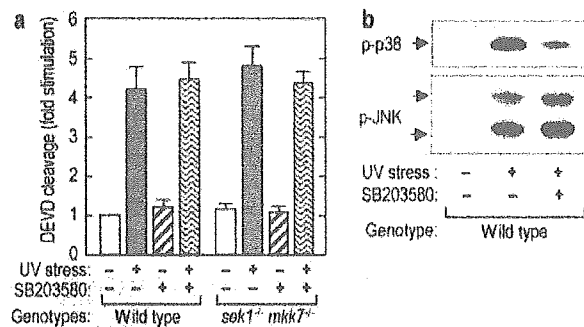 a
DEVD cleavage (fold stimulation)
6
5
4
3
2
1
0
UV stress: - + - + - + - +
SB203580: - - + + - - + +
Genotypes: Wild type sek1-/- mkk7-/-
b
p-p38
p-JNK
UV stress : - + +
SB203580: - - +
Genotype: Wild type